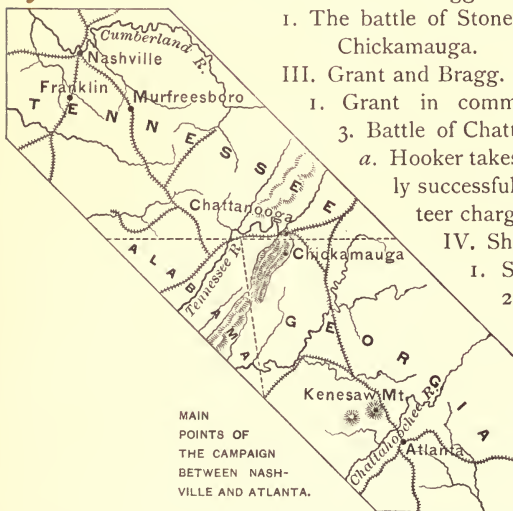 1. The battle of Stone
Chickamauga.
III. Grant and Bragg.
1. Grant in comm
3. Battle of Chatt
a. Hooker takes
ly successful
teer charg
IV. Sh
1. S
2
Cumberland R.
Nashville
Franklin
Murfreesboro
TENNESSEE
Chattanooga
Chickamauga
ALABAMA
Tennessee R.
GEORGIA
Kenesaw Mt.
Chattahoochee R.
Atlanta
MAIN
POINTS OF
THE CAMPAIGN
BETWEEN NASH-
VILLE AND ATLANTA.